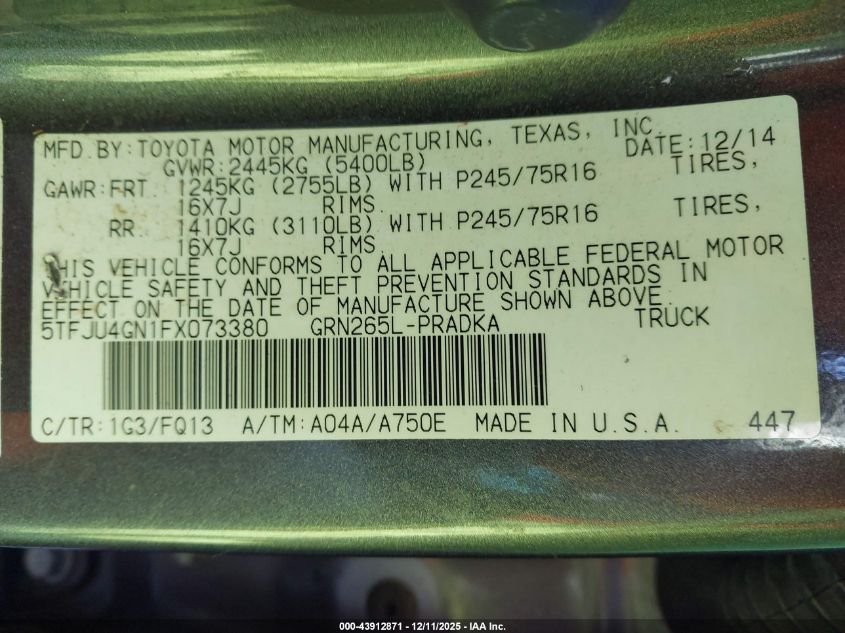 MFD.BY:TOYOTA MOTOR MANUFACTURING, TEXAS, INC.
DATE:12/14
GVWR:2445KG (5400LB)
GAWR:FRT. 1245KG (2755LB) WITH P245/75R16 TIRES,
16X7J RIMS.
RR. 1410KG (3110LB) WITH P245/75R16 TIRES,
16X7J RIMS.
THIS VEHICLE CONFORMS TO ALL APPLICABLE FEDERAL MOTOR
VEHICLE SAFETY AND THEFT PREVENTION STANDARDS IN
EFFECT ON THE DATE OF MANUFACTURE SHOWN ABOVE.
5TFJU4GN1FX073380 GRN265L-PRADKA TRUCK
C/TR:1G3/FQ13 A/TM:A04A/A750E MADE IN U.S.A. 447
000-43912871 - 12/11/2025 - IAA Inc.